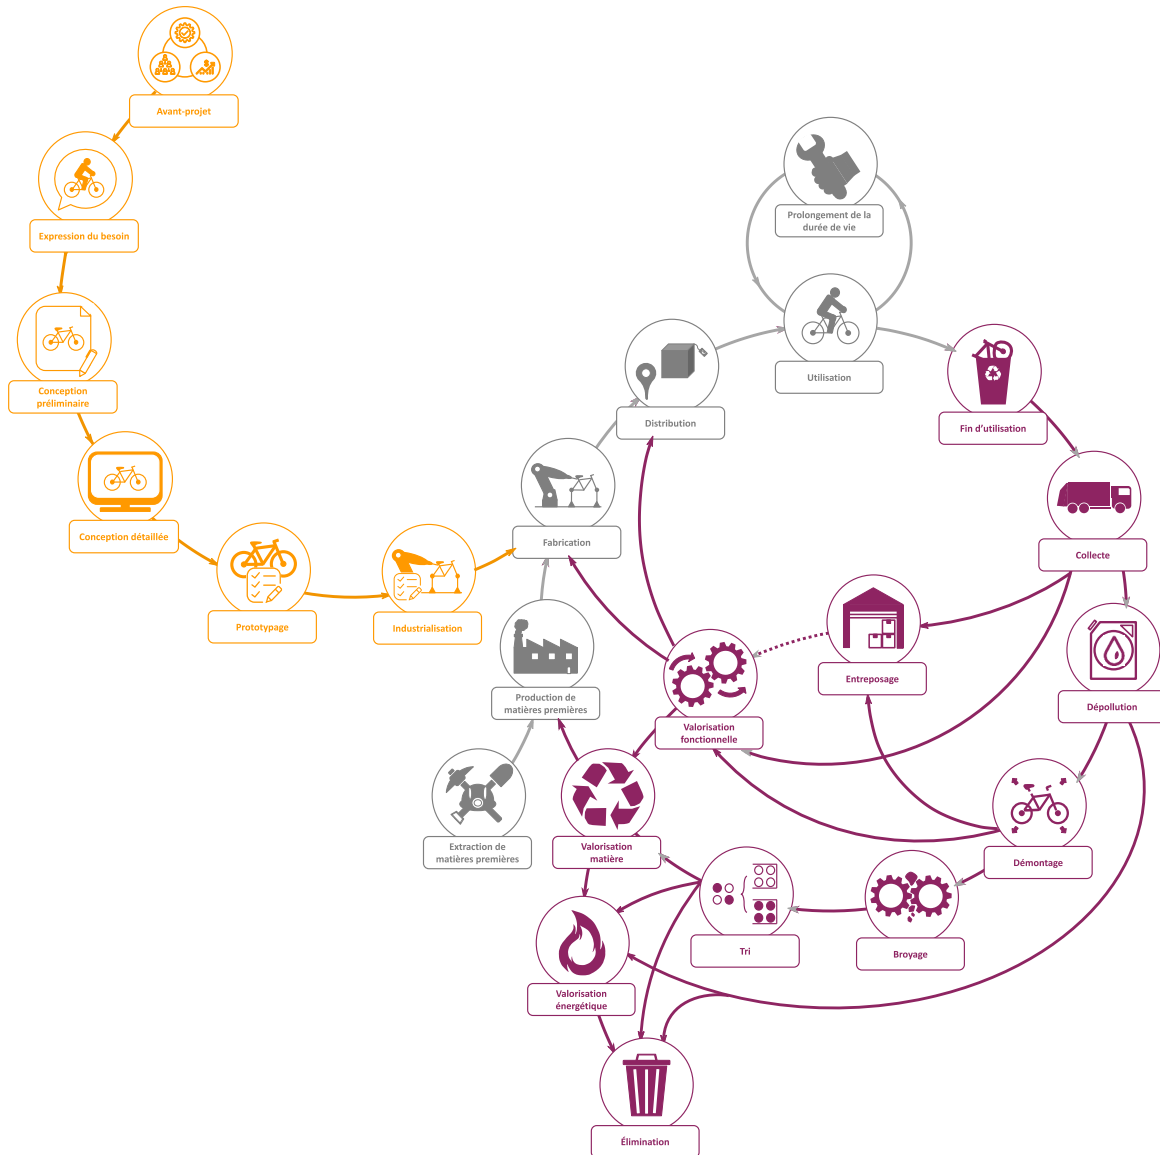 Avant-projet
Expression du besoin
Prolongement de la
durée de vie
Conception
préliminaire
Utilisation
Distribution
Fin d'utilisation
Conception détaillée
Fabrication
Collecte
Prototypage
Industrialisation
Entreposage
Production de
matières premières
Valorisation
fonctionnelle
Dépollution
Extraction de
matières premières
Valorisation
matière
Démontage
Tri
Broyage
Valorisation
énergétique
Élimination